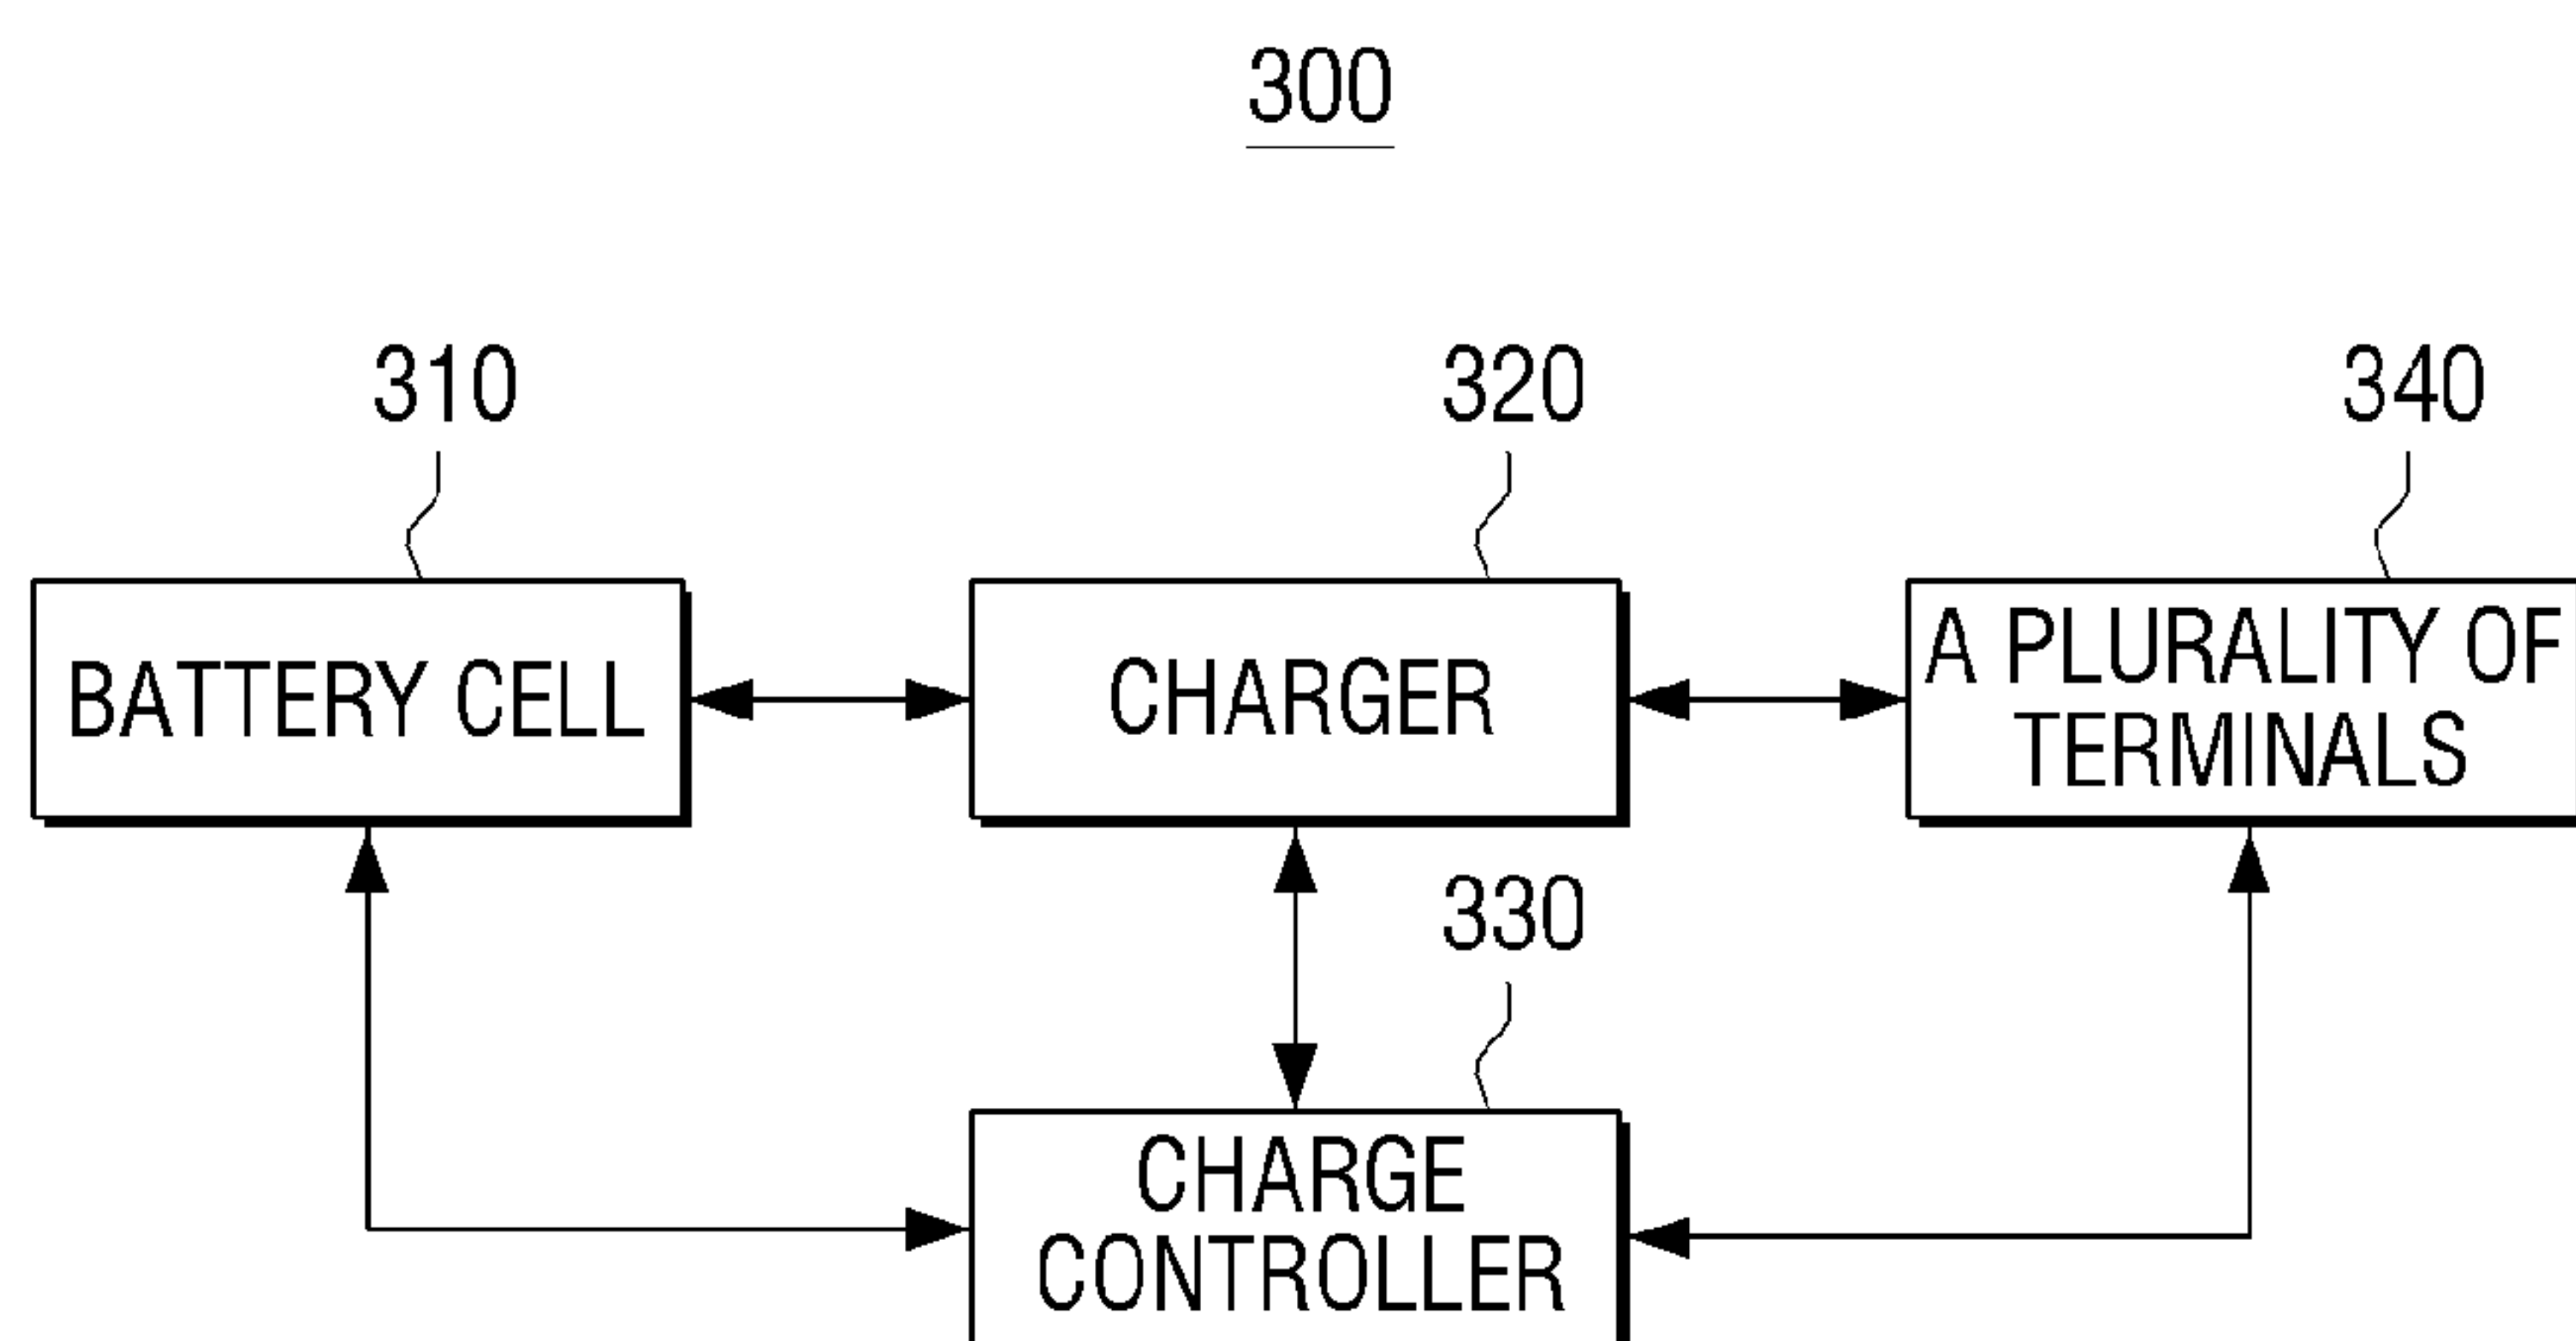 300
310
320
340
BATTERY CELL
CHARGER
A PLURALITY OF
TERMINALS
330
CHARGE
CONTROLLER